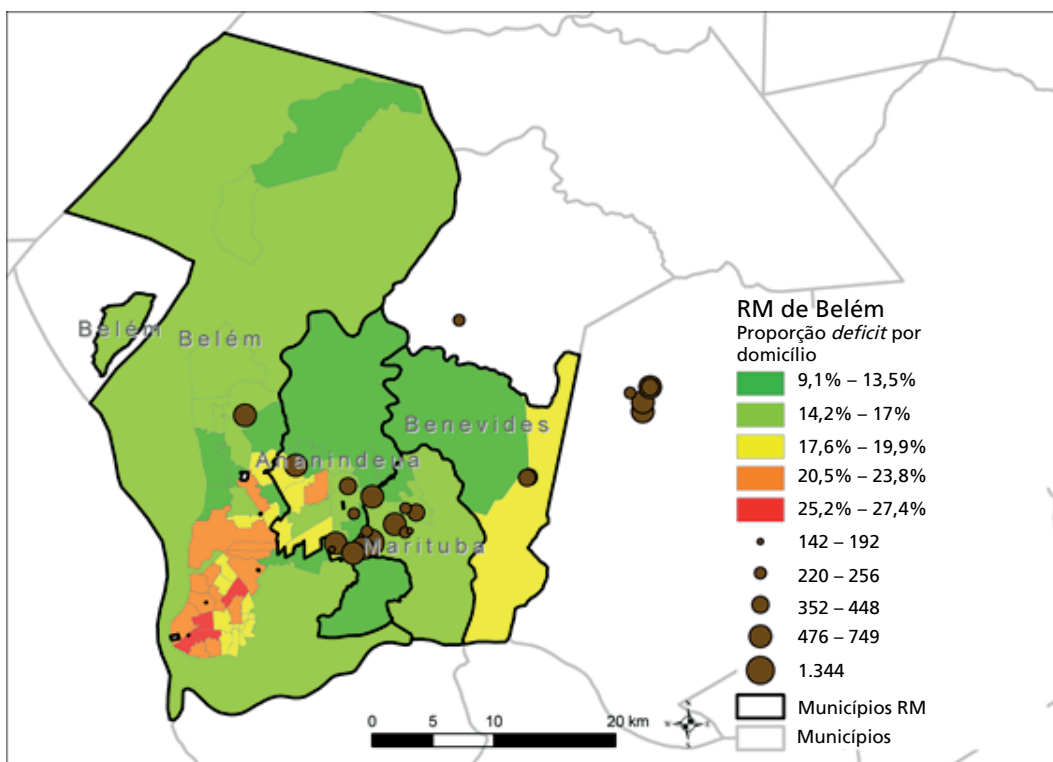 Belém
Belém
Benevides
Ananindeua
Marituba
RM de Belém
Proporção deficit por
domicílio
9,1% – 13,5%
14,2% – 17%
17,6% – 19,9%
20,5% – 23,8%
25,2% – 27,4%
142 – 192
220 – 256
352 – 448
476 – 749
1.344
Municípios RM
Municípios
0 5 10 20 km
N
W E
S